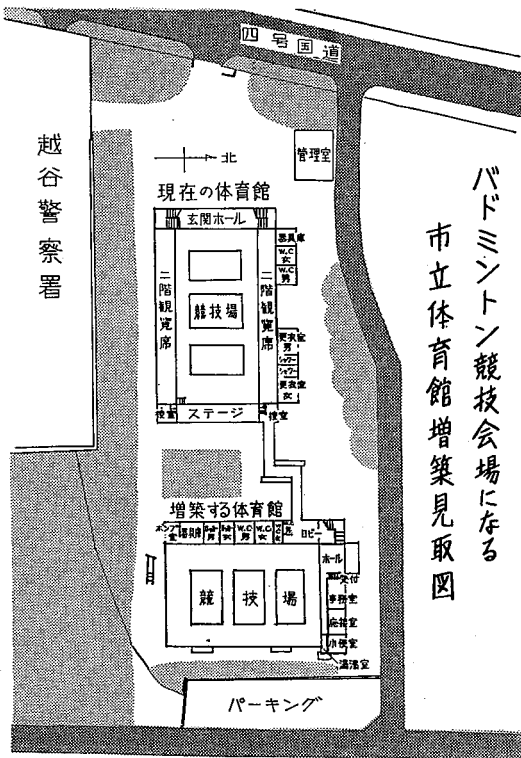 四号国道
バドミントン競技会場になる
市立体育館増築見取図
越谷警察署
管理室
北
現在の体育館
玄関ホール
器具庫
W.C
女
W.C
男
二階観覧席
競技場
二階観覧席
更衣室
男
シャワー
シャワー
更衣室
女
控室
ステージ
控室
増築する体育館
ポンプ室
器具庫
W.C
男
W.C
女
ロビー
ホール
受付
競技場
事務室
応接室
小使室
湯沸室
パーキング